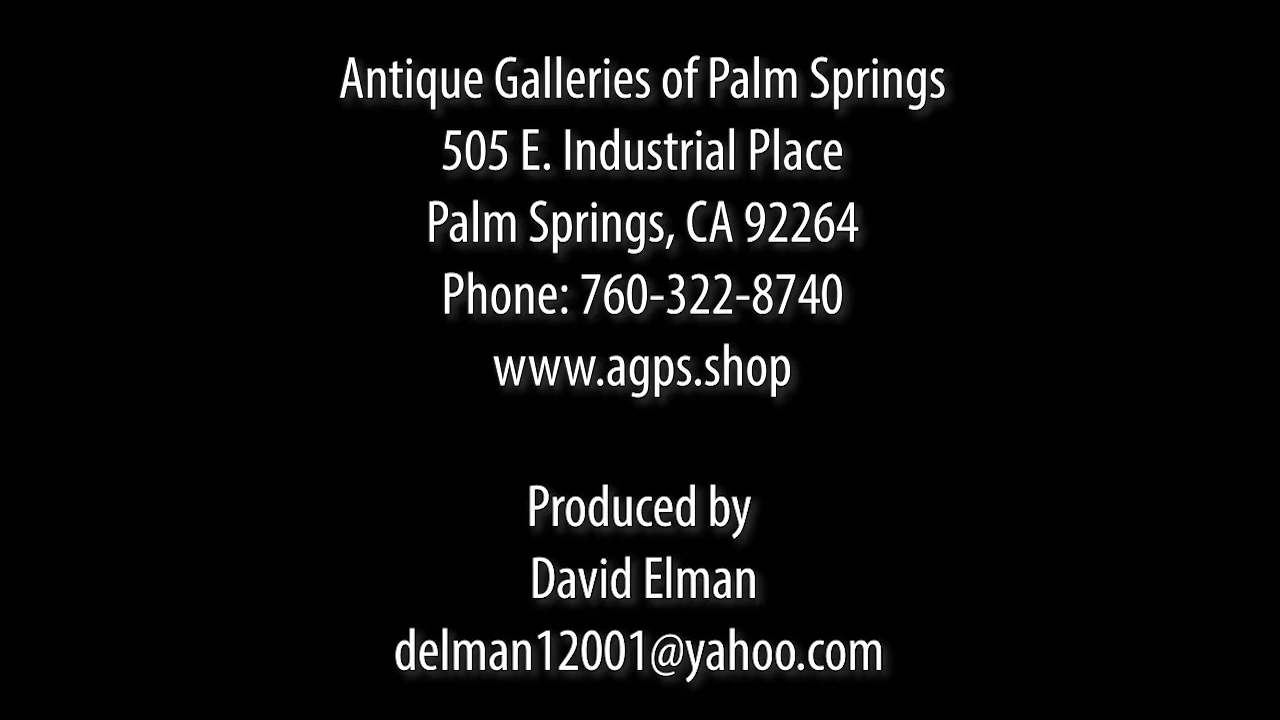 Antique Galleries of Palm Springs
505 E. Industrial Place
Palm Springs, CA 92264
Phone: 760-322-8740
www.agps.shop
Produced by
David Elman
delman12001@yahoo.com